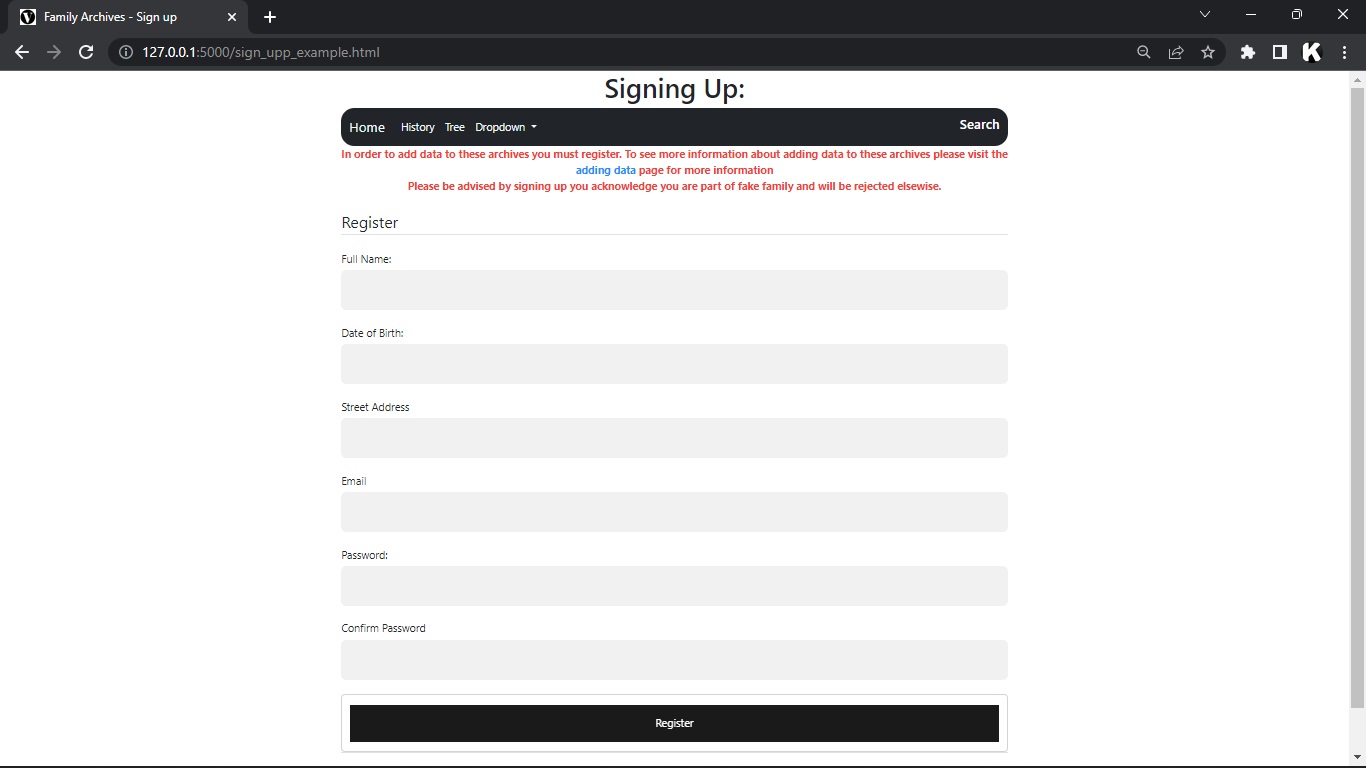 Family Archives - Sign up
127.0.0.1:5000/sign_upp_example.html
Signing Up:
Home History Tree Dropdown Search
In order to add data to these archives you must register. To see more information about adding data to these archives please visit the
adding data page for more information
Please be advised by signing up you acknowledge you are part of fake family and will be rejected elsewise.
Register
Full Name:
Date of Birth:
Street Address
Email
Password:
Confirm Password
Register